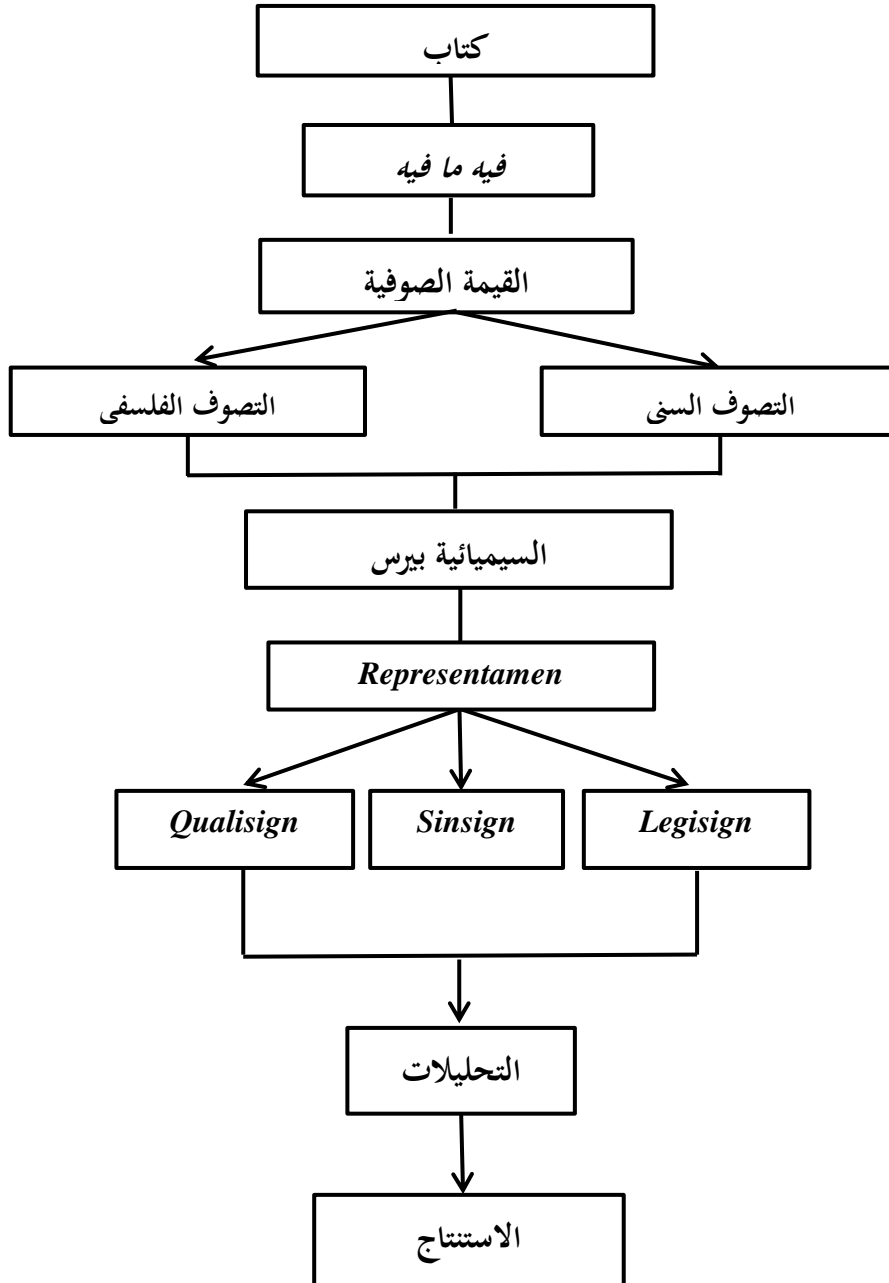 كتاب
فيه ما فيه
القيمة الصوفية
التصوف السنى
التصوف الفلسفى
السيميائية بيرس
Representamen
Qualisign
Sinsign
Legisign
التحليلات
الاستنتاج